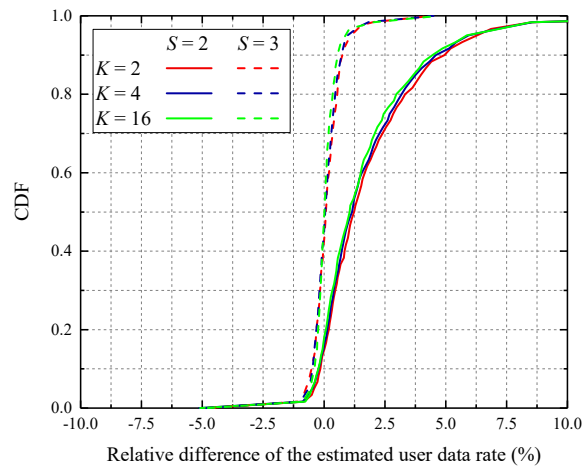 1.0
0.8
0.6
0.4
0.2
0.0
CDF
S = 2 S = 3
K = 2
K = 4
K = 16
-10.0 -7.5 -5.0 -2.5 0.0 2.5 5.0 7.5 10.0
Relative difference of the estimated user data rate (%)